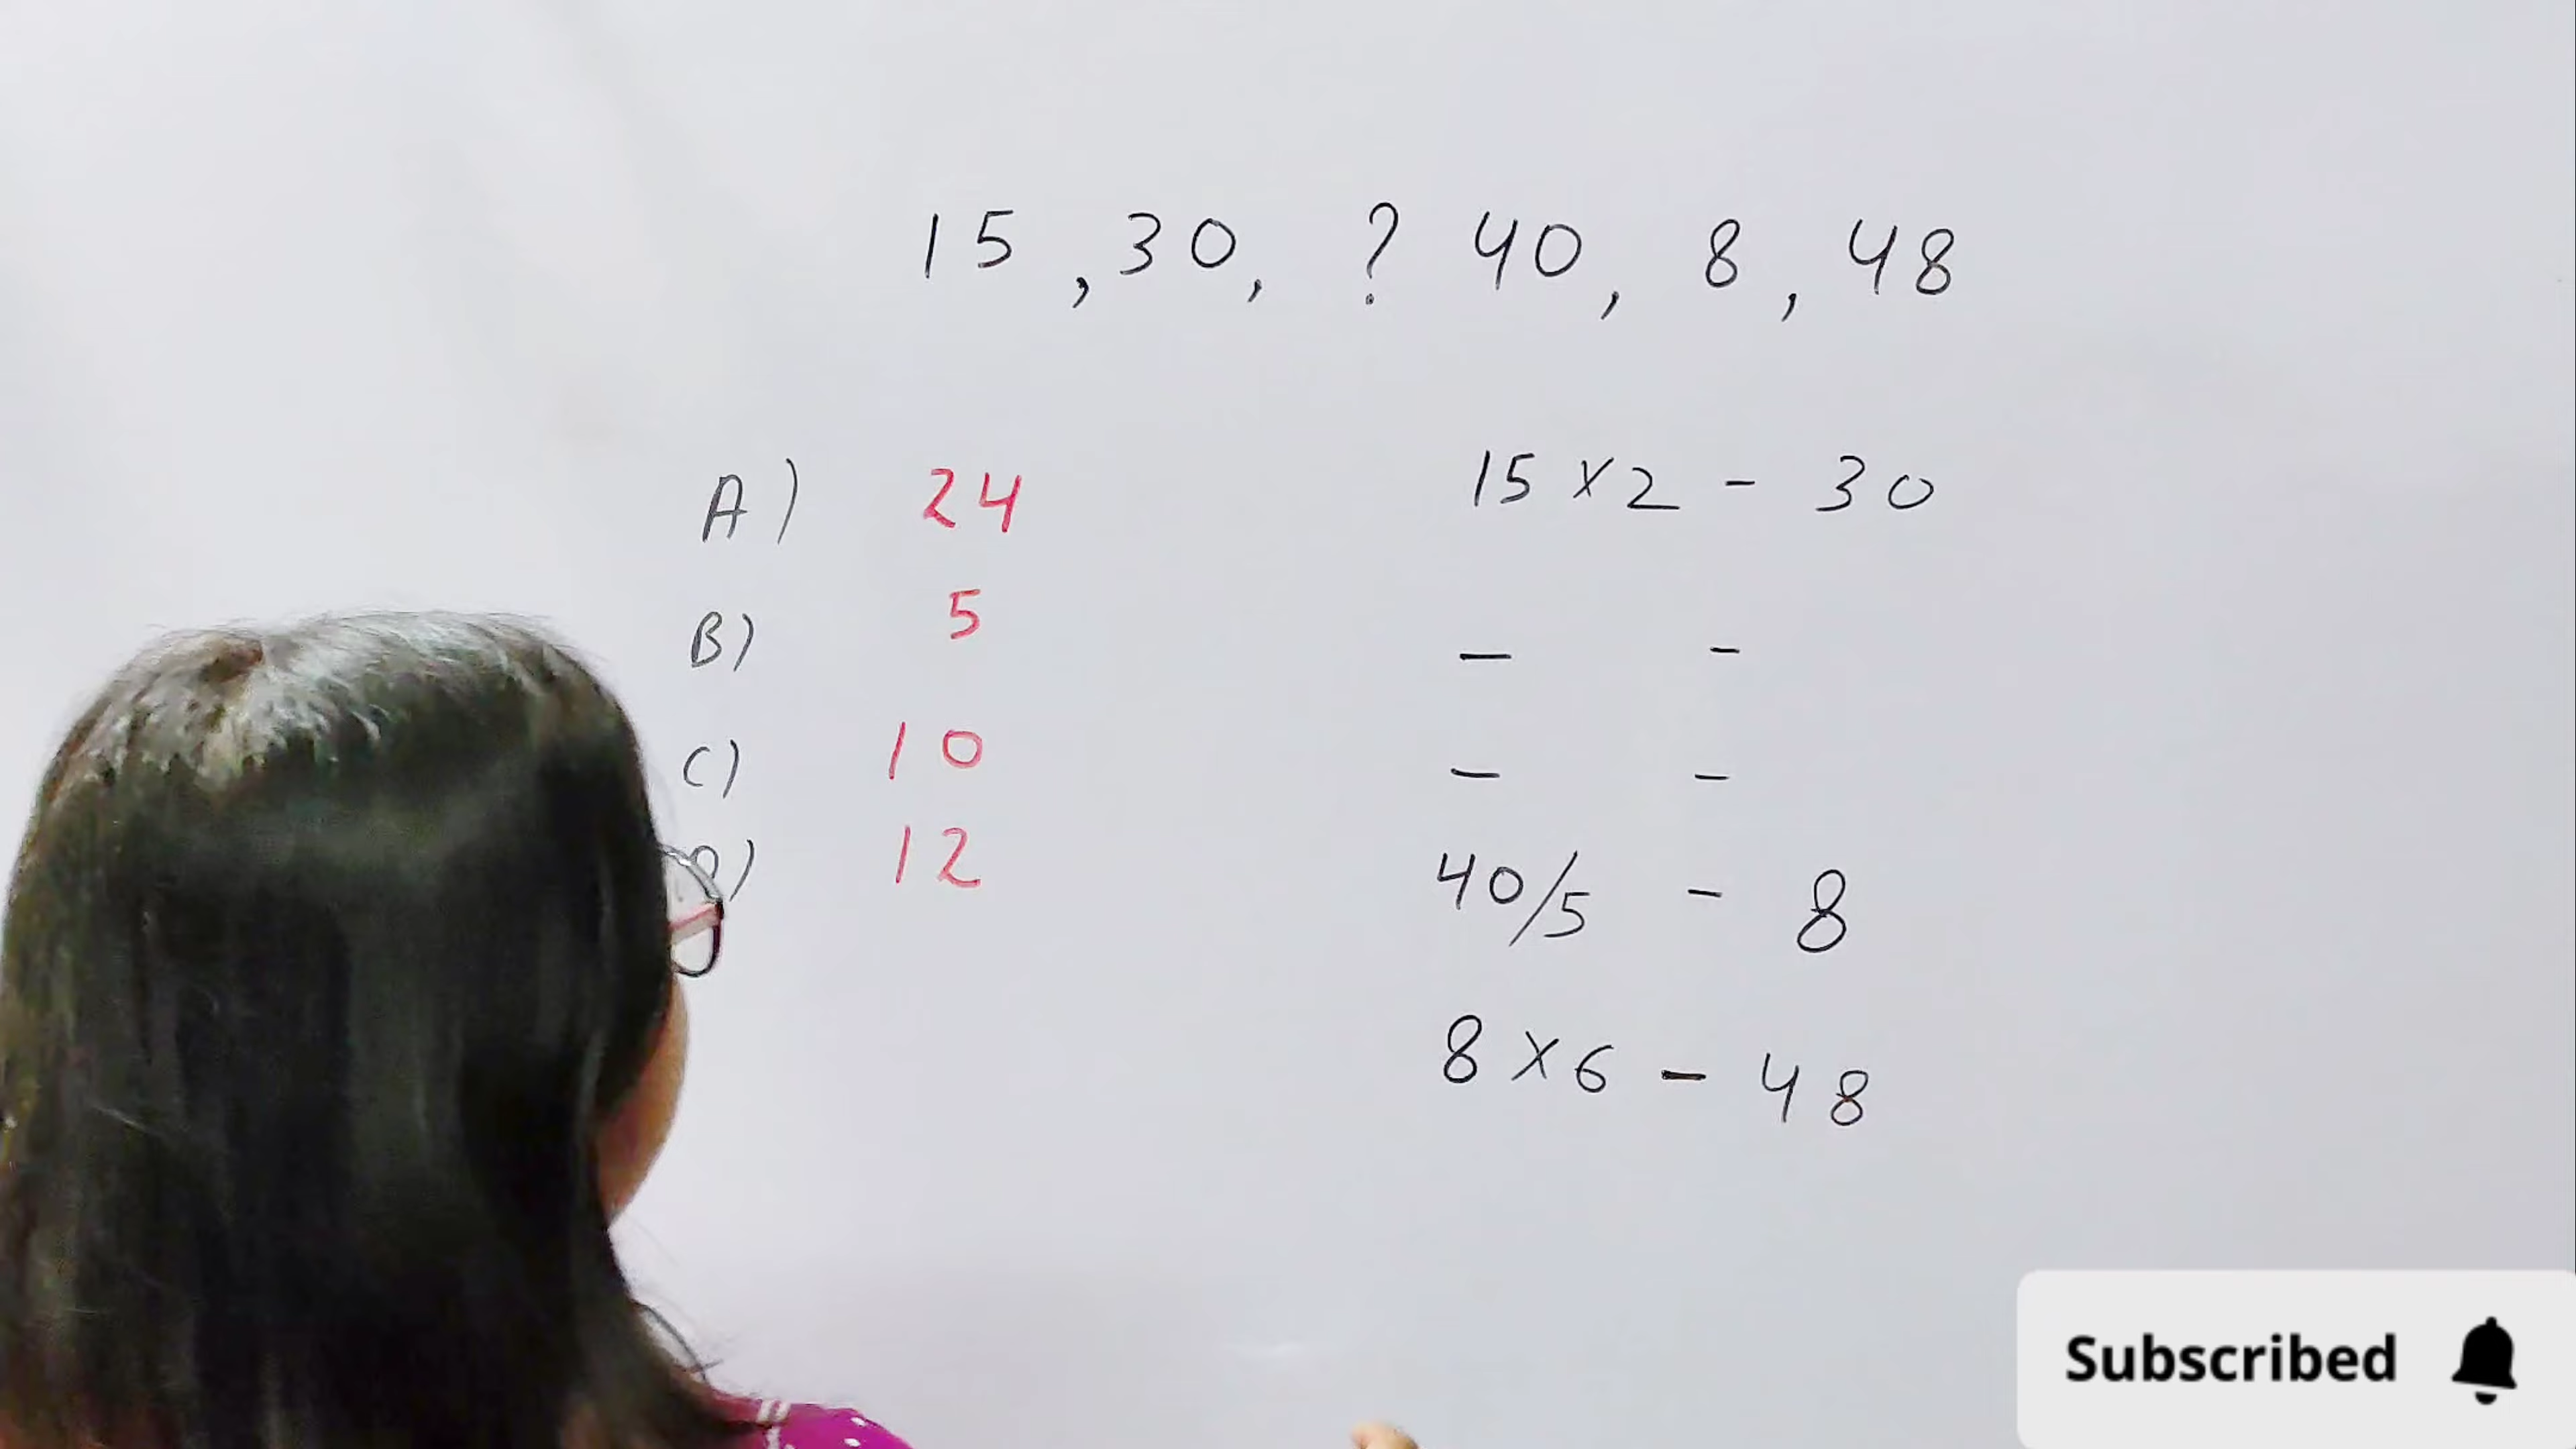 15 , 30, ? 40, 8, 48
A) 24
15 x 2 - 30
B) 5
- -
C) 10
- -
D) 12
40/5 - 8
8 x 6 - 48
Subscribed